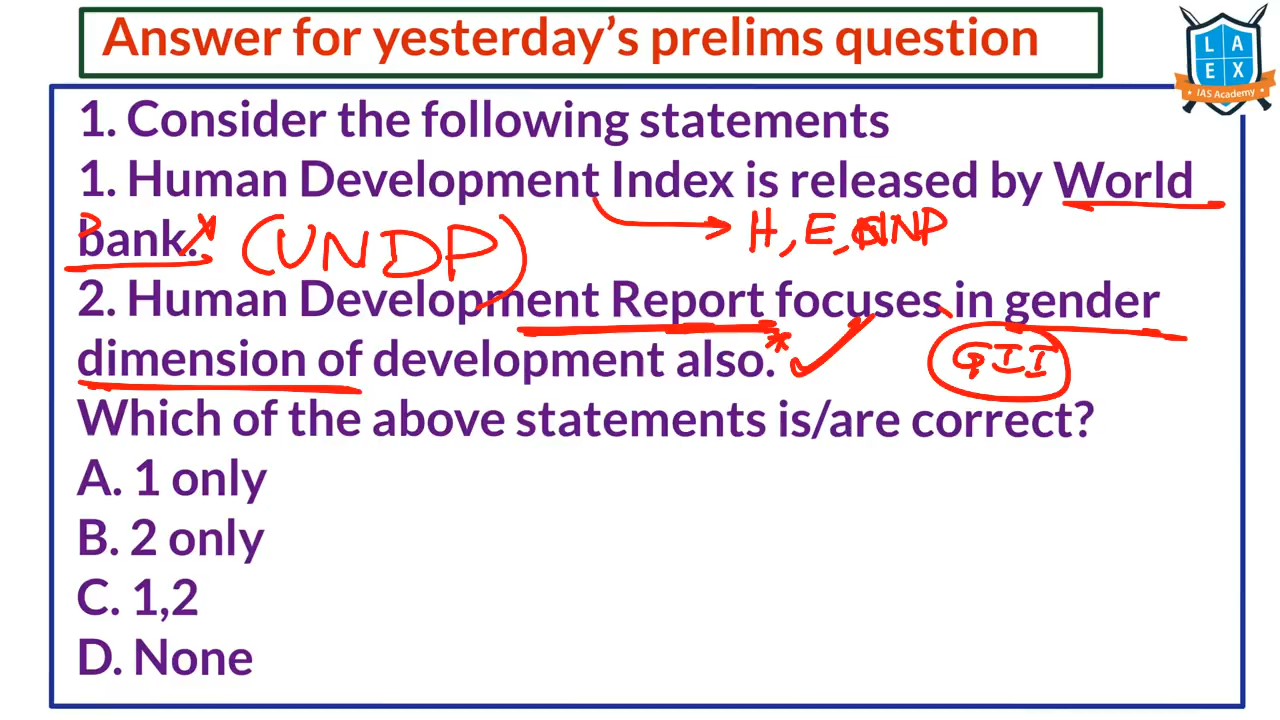 Answer for yesterday's prelims question
L A
E X
IAS Academy
1. Consider the following statements
1. Human Development Index is released by World
bank. (UNDP) H, E, GNP
2. Human Development Report focuses in gender
dimension of development also. GII
Which of the above statements is/are correct?
A. 1 only
B. 2 only
C. 1,2
D. None